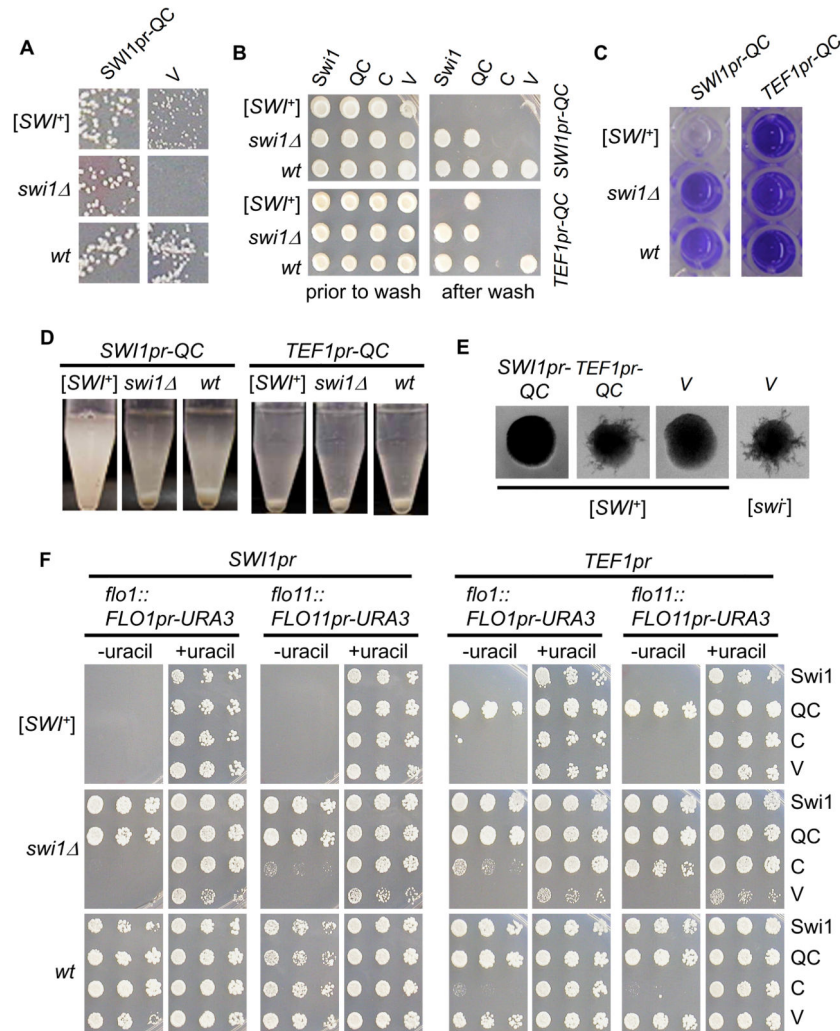 A
SWI1pr-QC
V
[SWI⁺]
swi1Δ
wt
B
Swi1
QC
C
V
Swi1
QC
C
V
[SWI⁺]
swi1Δ
wt
SWI1pr-QC
[SWI⁺]
swi1Δ
wt
TEF1pr-QC
prior to wash
after wash
C
SWI1pr-QC
TEF1pr-QC
[SWI⁺]
swi1Δ
wt
D
SWI1pr-QC
TEF1pr-QC
[SWI⁺] swi1Δ wt
[SWI⁺] swi1Δ wt
E
SWI1pr-
QC
TEF1pr-
QC
V
V
[SWI⁺]
[swi⁻]
F
SWI1pr
TEF1pr
flo1::
FLO1pr-URA3
flo11::
FLO11pr-URA3
flo1::
FLO1pr-URA3
flo11::
FLO11pr-URA3
-uracil +uracil -uracil +uracil -uracil +uracil -uracil +uracil
[SWI⁺]
Swi1
QC
C
V
swi1Δ
Swi1
QC
C
V
wt
Swi1
QC
C
V